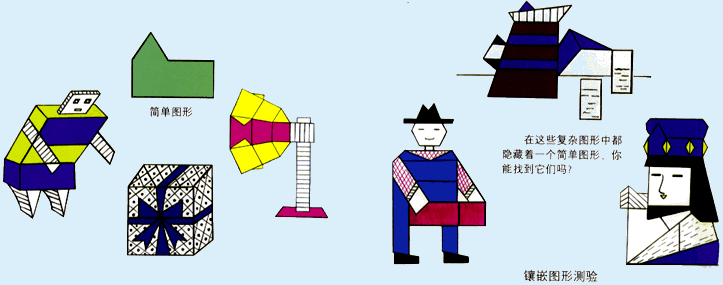 简单图形
在这些复杂图形中都
隐藏着一个简单图形，你
能找到它们吗？
镶嵌图形测验